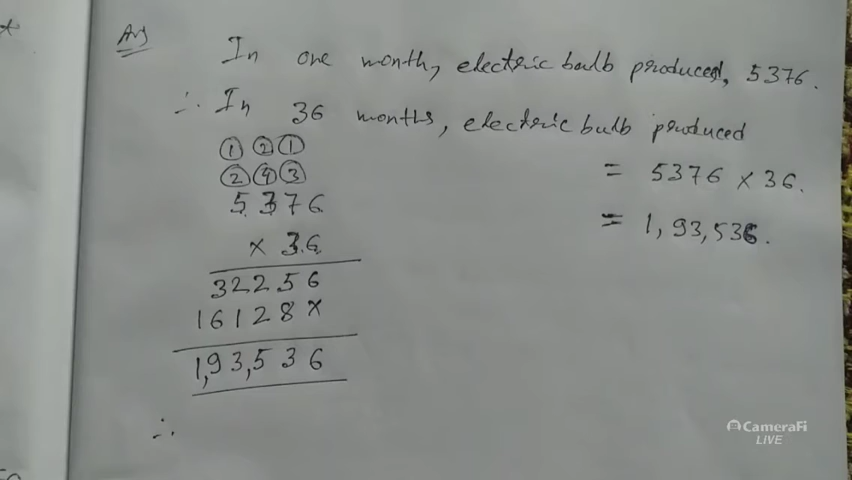 Ans
In one month, electric bulb produced, 5376.
∴ In 36 months, electric bulb produced
① ② ①
② ④ ③
5376
× 36
32256
16128×
1,93,536
= 5376 × 36.
= 1,93,536.
∴
CameraFi
LIVE